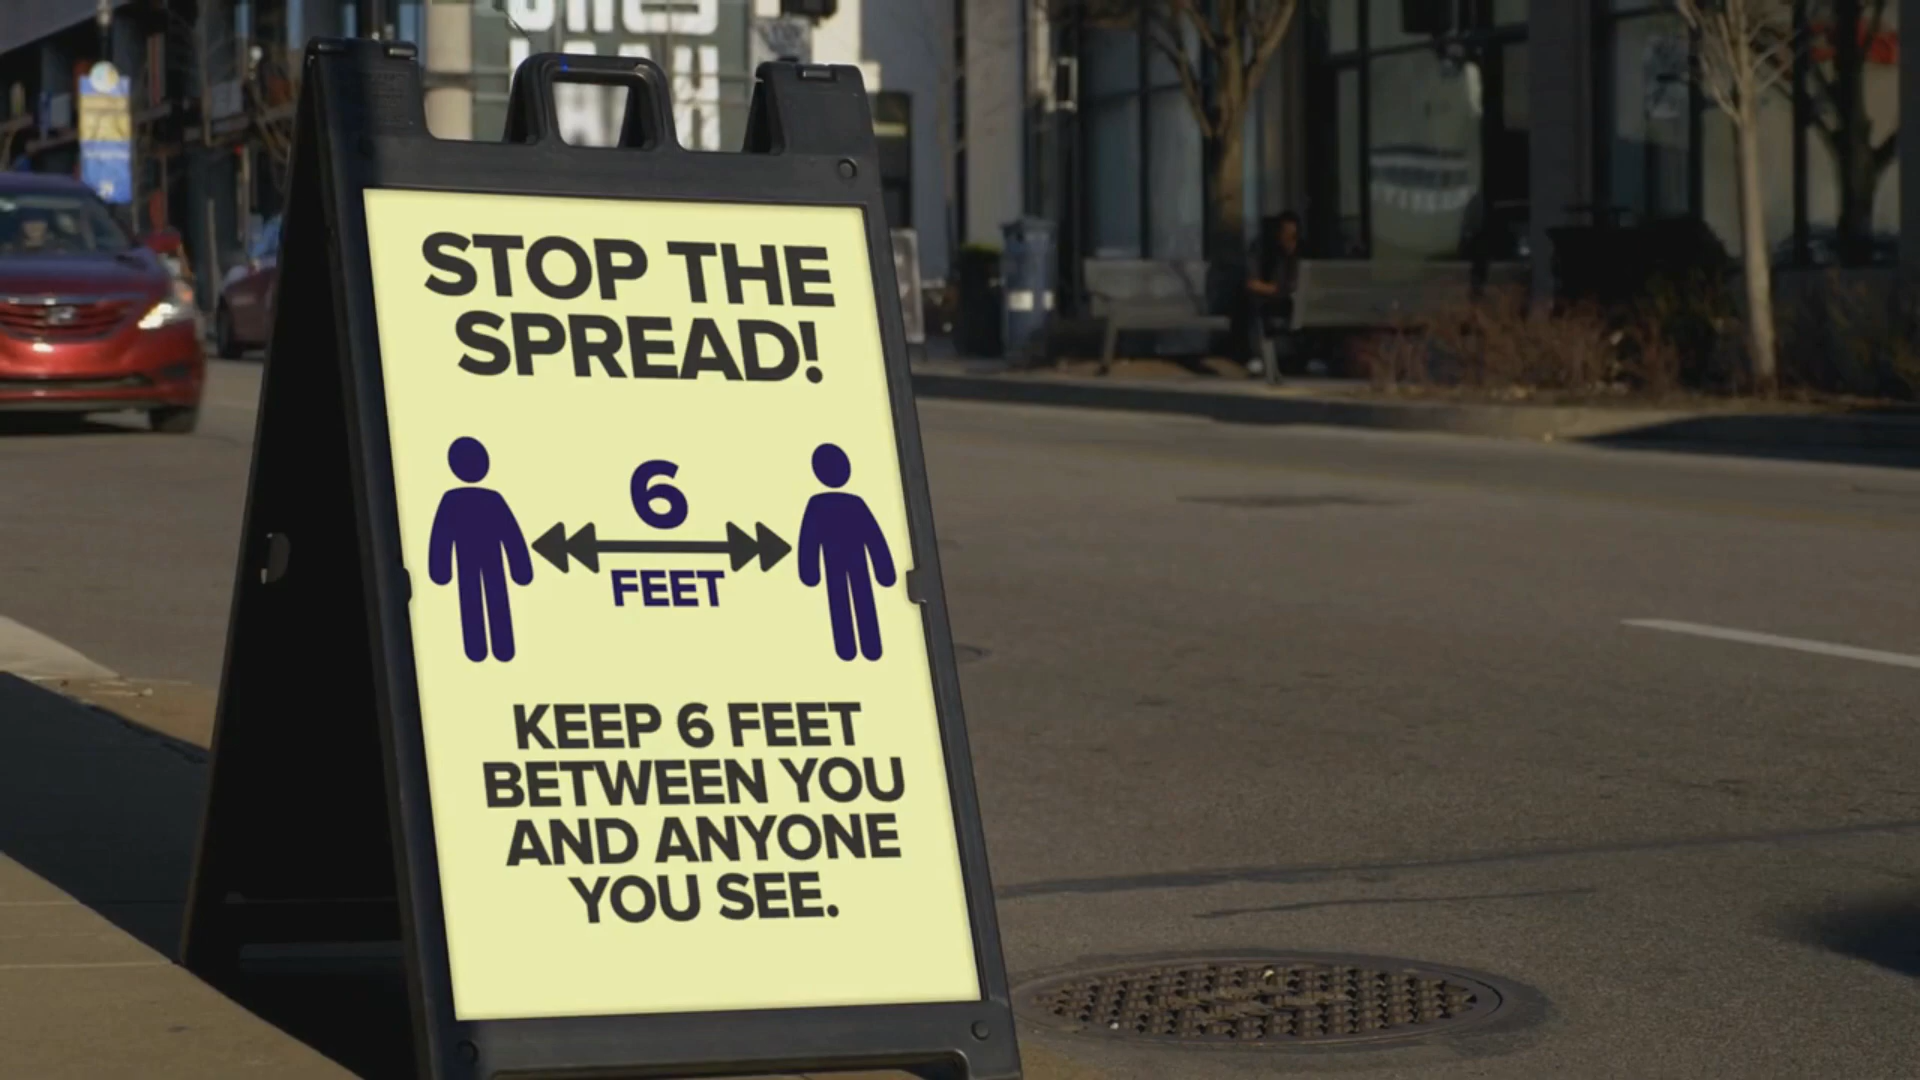 STOP THE
SPREAD!
6
FEET
KEEP 6 FEET
BETWEEN YOU
AND ANYONE
YOU SEE.